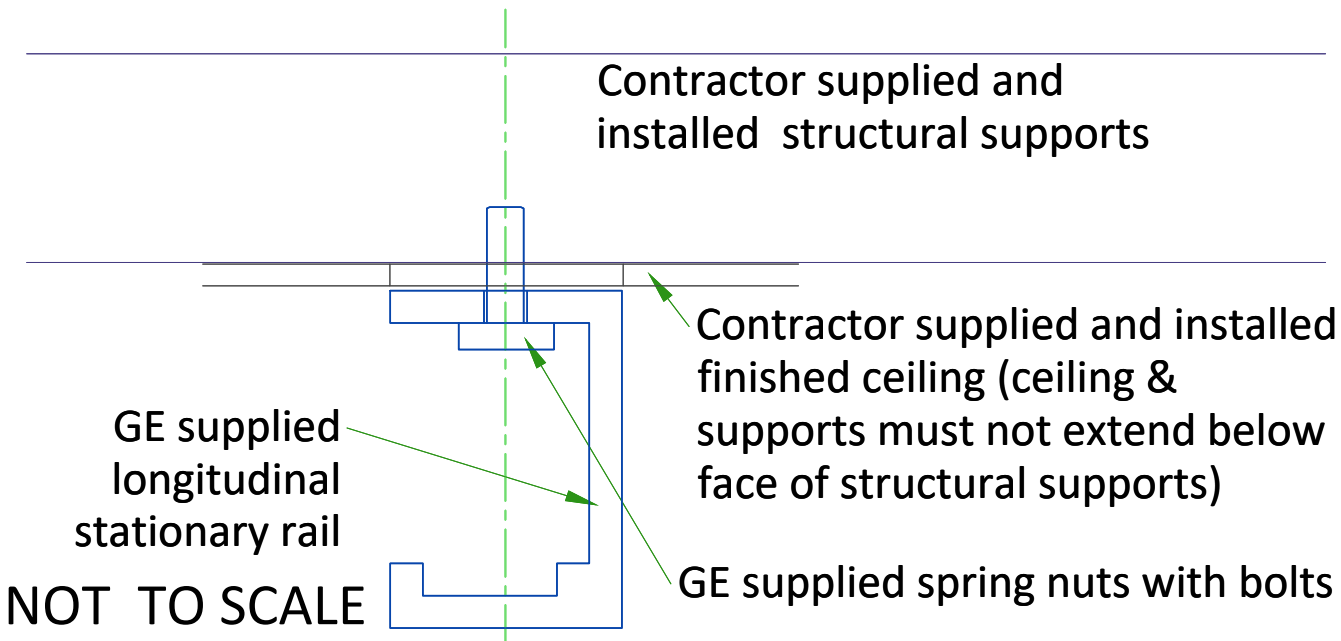 Contractor supplied and
installed  structural supports
Contractor supplied and installed
finished ceiling (ceiling &
supports must not extend below
face of structural supports)
GE supplied
longitudinal
stationary rail
GE supplied spring nuts with bolts
NOT  TO SCALE